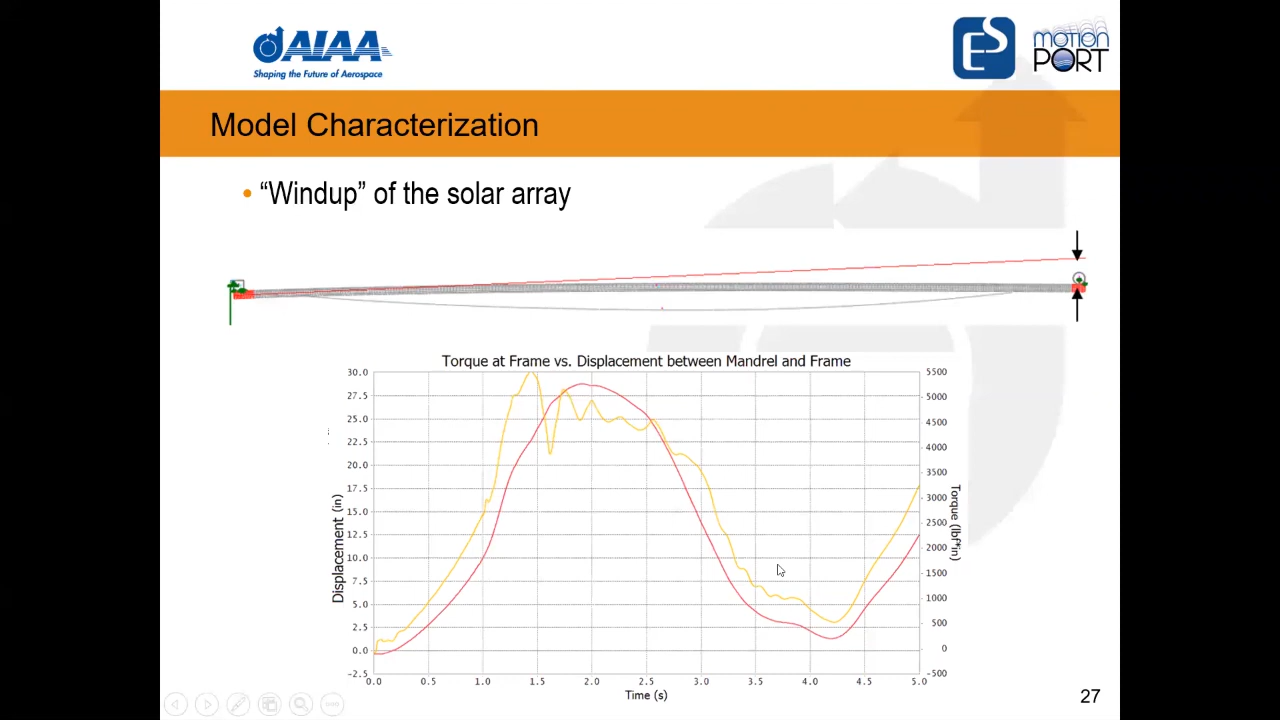 AIAA
Shaping the Future of Aerospace
ES
MOTION
PORT
Model Characterization
• “Windup” of the solar array
Torque at Frame vs. Displacement between Mandrel and Frame
30.0
27.5
25.0
22.5
20.0
17.5
15.0
12.5
10.0
7.5
5.0
2.5
0.0
-2.5
Displacement (in)
5500
5000
4500
4000
3500
3000
2500
2000
1500
1000
500
0
-500
Torque (lbf*in)
0.0 0.5 1.0 1.5 2.0 2.5 3.0 3.5 4.0 4.5 5.0
Time (s)
27